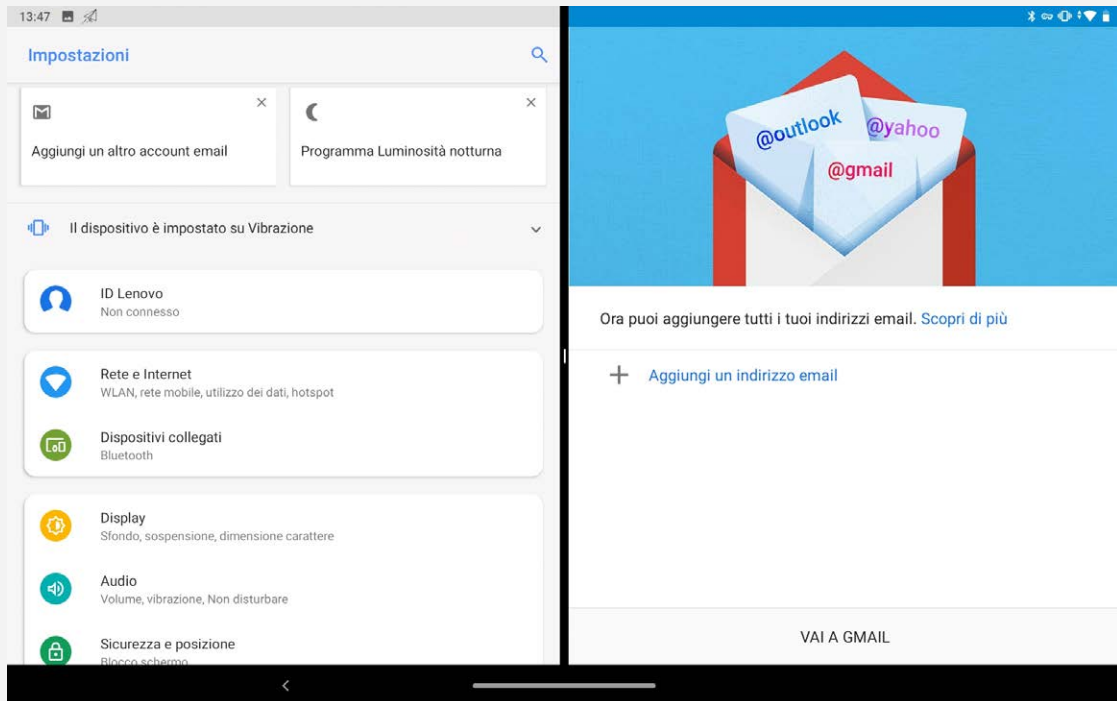 13:47
Impostazioni
Aggiungi un altro account email
Programma Luminosità notturna
Il dispositivo è impostato su Vibrazione
ID Lenovo
Non connesso
Rete e Internet
WLAN, rete mobile, utilizzo dei dati, hotspot
Dispositivi collegati
Bluetooth
Display
Sfondo, sospensione, dimensione carattere
Audio
Volume, vibrazione, Non disturbare
Sicurezza e posizione
Blocco schermo
@outlook
@yahoo
@gmail
Ora puoi aggiungere tutti i tuoi indirizzi email. Scopri di più
Aggiungi un indirizzo email
VAI A GMAIL